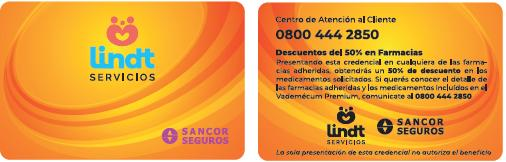 lindt
SERVICIOS
SANCOR
SEGUROS
Centro de Atención al Cliente
0800 444 2850
Descuentos del 50% en Farmacias
Presentando esta credencial en cualquiera de las farma-
cias adheridas, obtendrás un 50% de descuento en los
medicamentos solicitados. Si querés conocer el detalle de
las farmacias adheridas y los medicamentos incluídos en el
Vademécum Premium, comunicate al 0800 444 2850
lindt
SERVICIOS
SANCOR
SEGUROS
La sola presentación de esta credencial no autoriza el beneficio